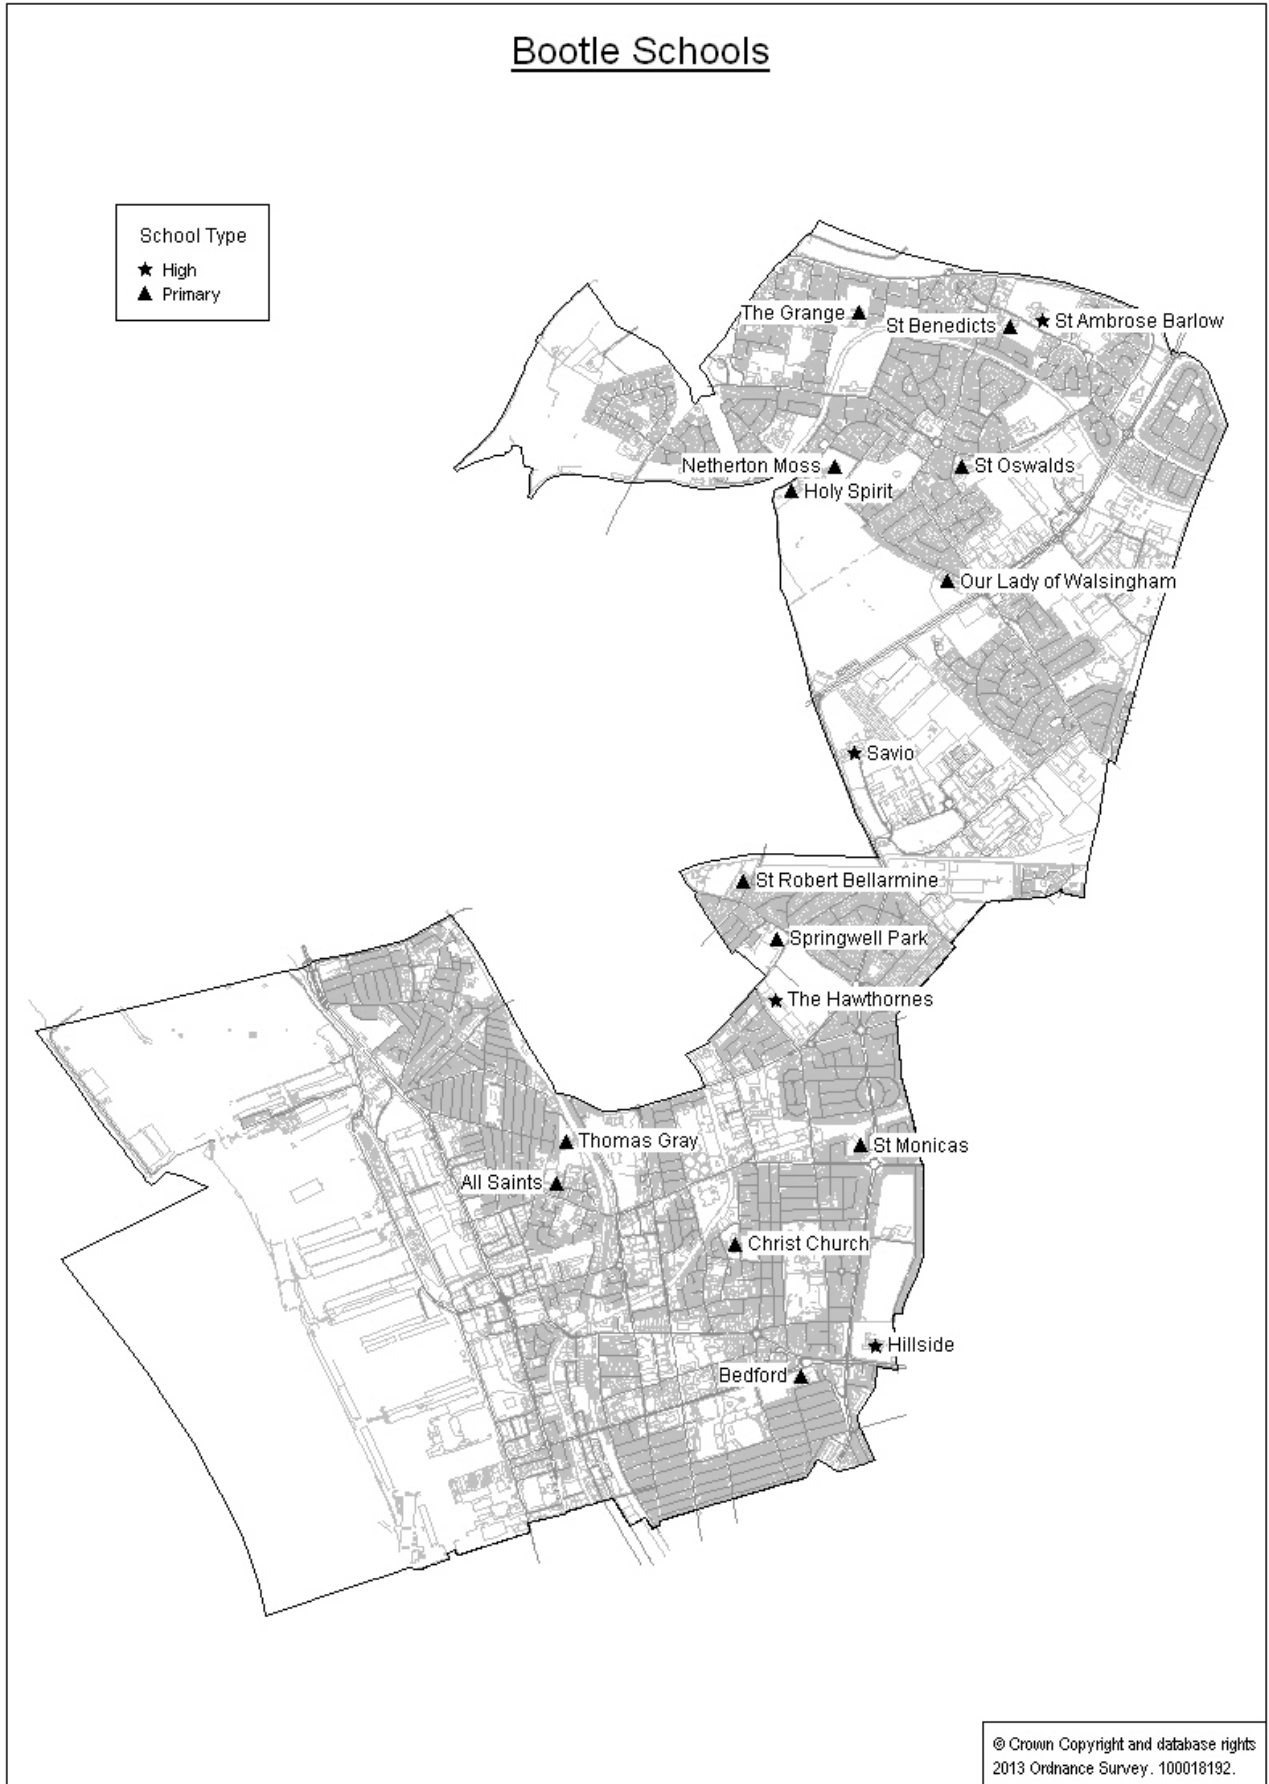 Bootle Schools
School Type
High
Primary
The Grange
St Benedicts
St Ambrose Barlow
Netherton Moss
St Oswalds
Holy Spirit
Our Lady of Walsingham
Savio
St Robert Bellarmine
Springwell Park
The Hawthornes
Thomas Gray
St Monicas
All Saints
Christ Church
Hillside
Bedford
© Crown Copyright and database rights
2013 Ordnance Survey. 100018192.